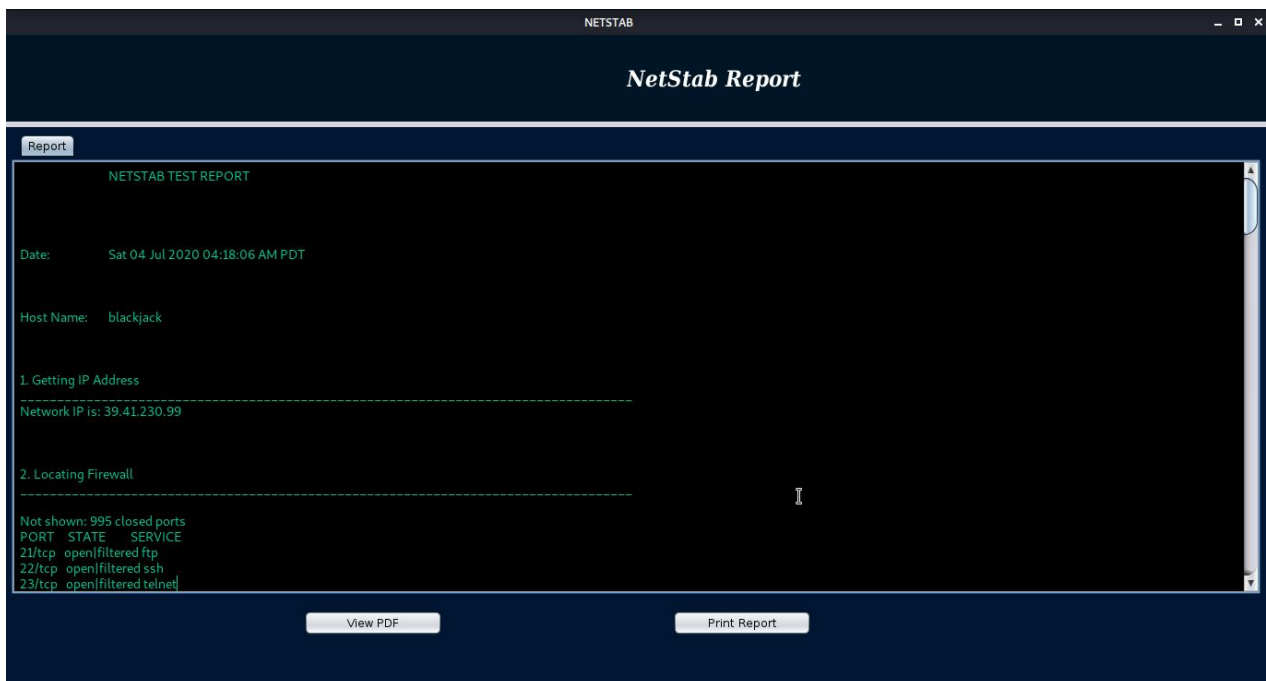 NETSTAB
NetStab Report
Report
NETSTAB TEST REPORT
Date: Sat 04 Jul 2020 04:18:06 AM PDT
Host Name: blackjack
1. Getting IP Address
Network IP is: 39.41.230.99
2. Locating Firewall
Not shown: 995 closed ports
PORT STATE SERVICE
21/tcp open|filtered ftp
22/tcp open|filtered ssh
23/tcp open|filtered telnet
View PDF Print Report